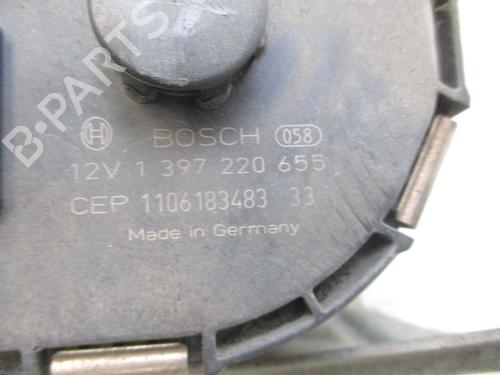 BOSCH 058
12V 1 397 220 655
CEP 1106183483 33
Made in Germany
B-PARTS